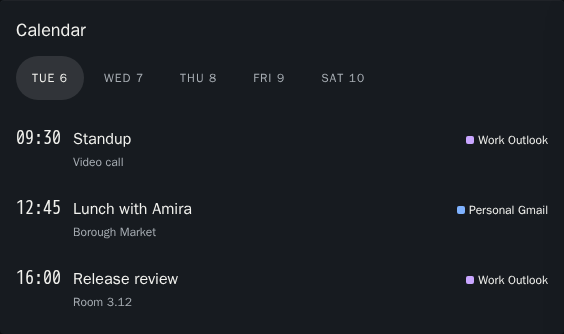 Calendar
TUE 6 WED 7 THU 8 FRI 9 SAT 10
09:30 Standup Work Outlook
Video call
12:45 Lunch with Amira Personal Gmail
Borough Market
16:00 Release review Work Outlook
Room 3.12